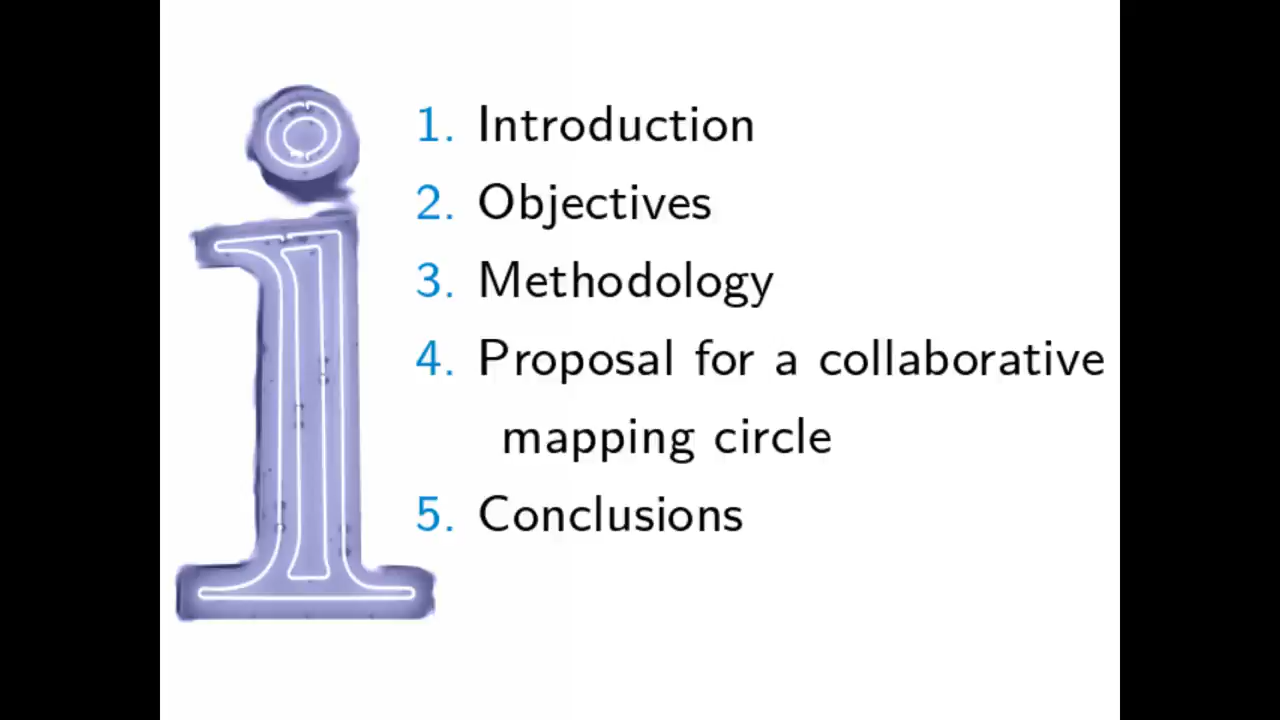 i
1. Introduction
2. Objectives
3. Methodology
4. Proposal for a collaborative
mapping circle
5. Conclusions